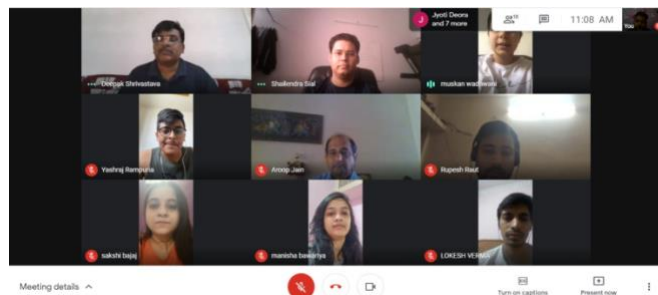 Jyoti Deora
and 7 more
11:08 AM
You
Deepak Shrivastava
Shailendra Sial
muskan wadhwani
Yashraj Rampuria
Aroop Jain
Rupesh Raut
sakshi bajaj
manisha bawariya
LOKESH VERMA
Meeting details
Turn on captions
Present now